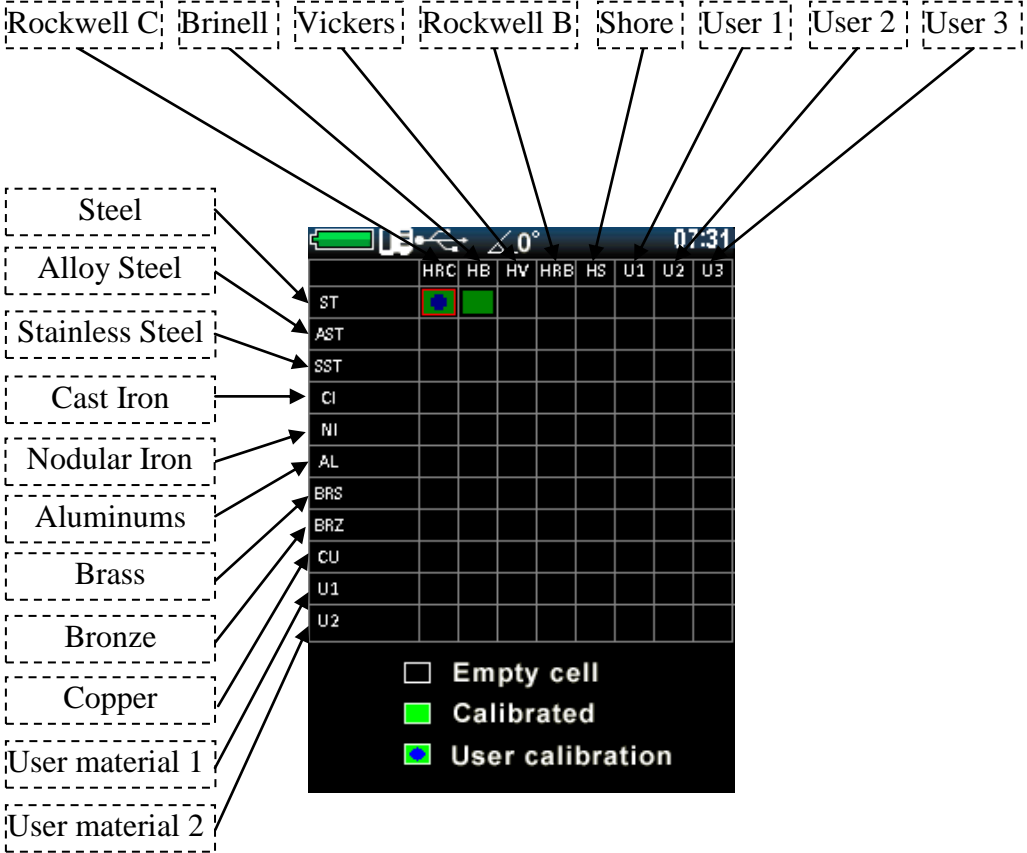 Rockwell C Brinell Vickers Rockwell B Shore User 1 User 2 User 3
Steel
Alloy Steel
Stainless Steel
Cast Iron
Nodular Iron
Aluminums
Brass
Bronze
Copper
User material 1
User material 2
0° 07:31
HRC HB HV HRB HS U1 U2 U3
ST
AST
SST
CI
NI
AL
BRS
BRZ
CU
U1
U2
Empty cell
Calibrated
User calibration